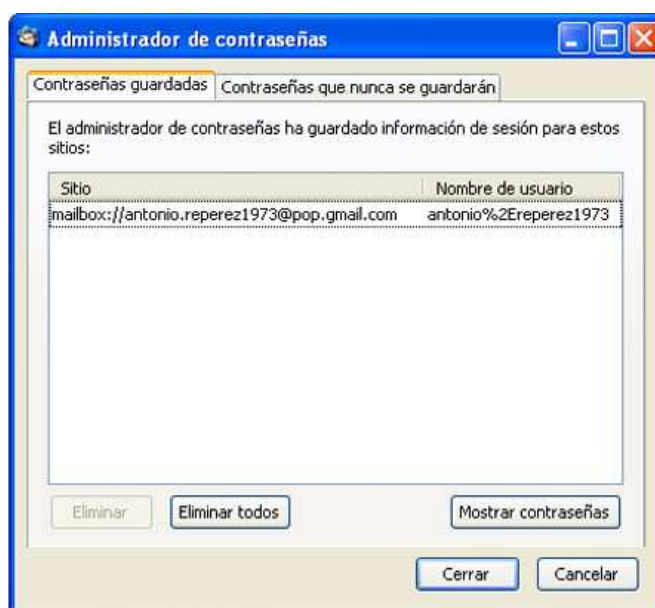 Administrador de contraseñas
Contraseñas guardadas Contraseñas que nunca se guardarán
El administrador de contraseñas ha guardado información de sesión para estos
sitios:
Sitio Nombre de usuario
mailbox://antonio.reperez1973@pop.gmail.com antonio%2Ereperez1973
Eliminar Eliminar todos Mostrar contraseñas
Cerrar Cancelar